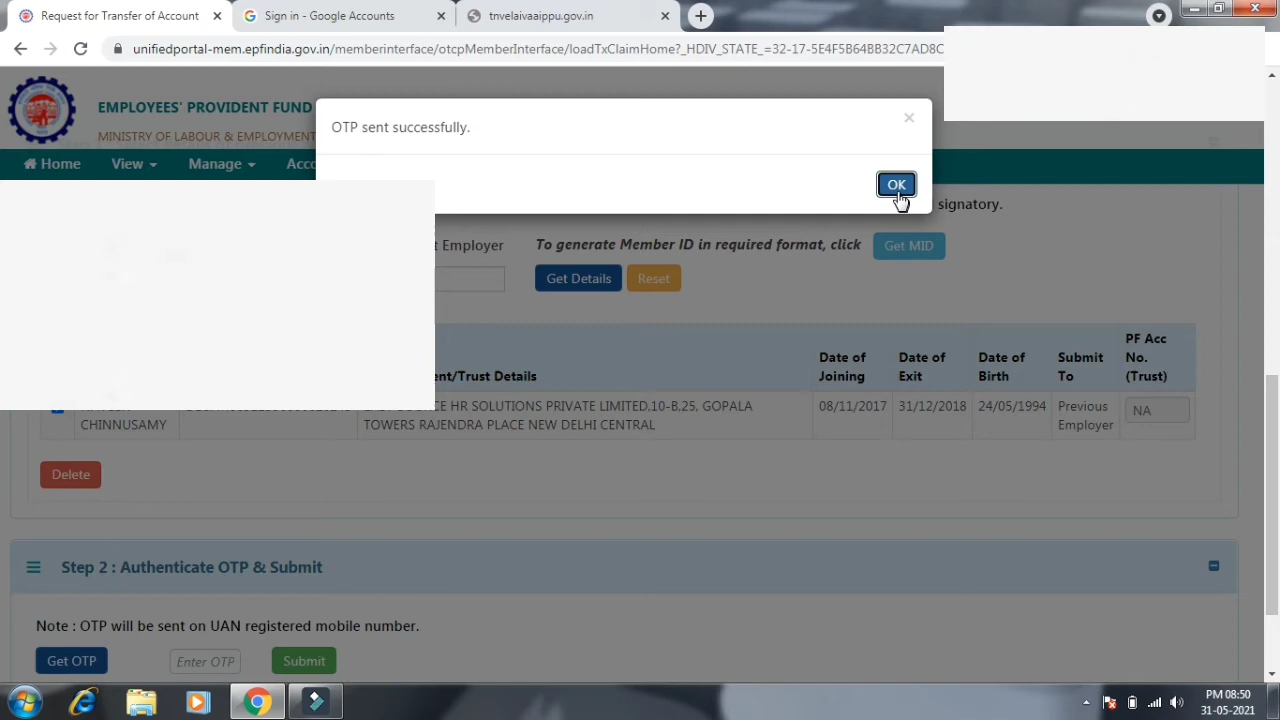 Request for Transfer of Account
Sign in - Google Accounts
tnvelaivaaippu.gov.in
unifiedportal-mem.epfindia.gov.in/memberinterface/otcpMemberInterface/loadTxClaimHome?_HDIV_STATE_=32-17-5E4F5B64BB32C7AD8C
EMPLOYEES' PROVIDENT FUND
MINISTRY OF LABOUR & EMPLOYMENT
OTP sent successfully.
×
OK
Home View Manage
signatory.
Employer To generate Member ID in required format, click Get MID
Get Details Reset
Details
Date of Joining
Date of Exit
Date of Birth
Submit To
PF Acc No. (Trust)
CHINNUSAMY
HR SOLUTIONS PRIVATE LIMITED,10-B,25, GOPALA
TOWERS RAJENDRA PLACE NEW DELHI CENTRAL
08/11/2017 31/12/2018 24/05/1994 Previous Employer NA
Delete
Step 2 : Authenticate OTP & Submit
Note : OTP will be sent on UAN registered mobile number.
Get OTP Enter OTP Submit
PM 08:50
31-05-2021